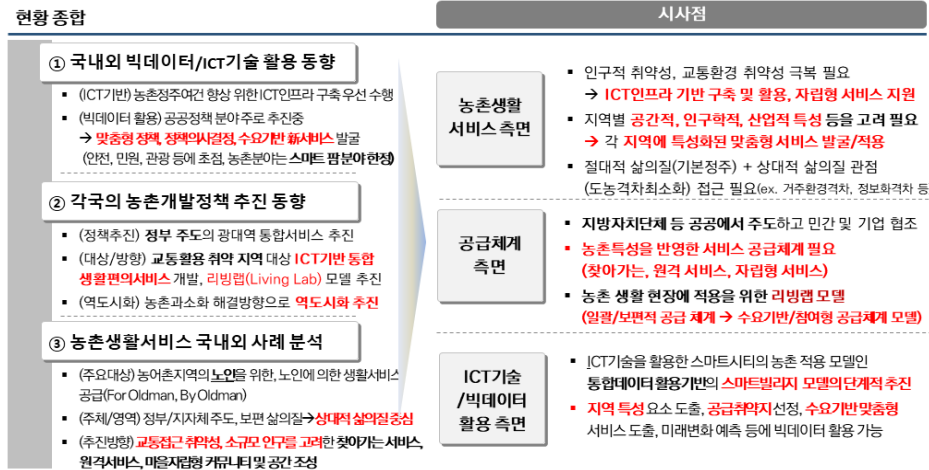 현황 종합
① 국내외 빅데이터/ICT기술 활용 동향
▪ (ICT기반) 농촌정주여건 향상 위한 ICT인프라 구축 우선 수행
▪ (빅데이터 활용) 공공정책 분야 주로 추진중
→ 맞춤형 정책, 정책의사결정, 수요기반 新서비스 발굴
(안전, 민원, 관광 등에 초점, 농촌분야는 스마트 팜 분야 한정)
② 각국의 농촌개발정책 추진 동향
▪ (정책추진) 정부 주도의 광대역 통합서비스 추진
▪ (대상/방향) 교통활용 취약 지역 대상 ICT기반 통합
생활편의서비스 개발, 리빙랩(Living Lab) 모델 추진
▪ (역도시화) 농촌과소화 해결방향으로 역도시화 추진
③ 농촌생활서비스 국내외 사례 분석
▪ (주요대상) 농어촌지역의 노인을 위한, 노인에 의한 생활서비스
공급(For Oldman, By Oldman)
▪ (주체/영역) 정부/지자체 주도, 보편 삶의질→상대적 삶의질 중심
▪ (추진방향) 교통접근 취약성, 소규모 인구를 고려한 찾아가는 서비스,
원격서비스, 마을자립형 커뮤니티 및 공간 조성
시사점
농촌생활
서비스 측면
▪ 인구적 취약성, 교통환경 취약성 극복 필요
→ ICT인프라 기반 구축 및 활용, 자립형 서비스 지원
▪ 지역별 공간적, 인구학적, 산업적 특성 등을 고려 필요
→ 각 지역에 특성화된 맞춤형 서비스 발굴/적용
▪ 절대적 삶의질(기본정주) + 상대적 삶의질 관점
(도농격차최소화) 접근 필요(ex. 거주환경격차, 정보화격차 등
공급체계
측면
▪ 지방자치단체 등 공공에서 주도하고 민간 및 기업 협조
▪ 농촌특성을 반영한 서비스 공급체계 필요
(찾아가는, 원격 서비스, 자립형 서비스)
▪ 농촌 생활 현장에 적용을 위한 리빙랩 모델
(일괄/보편적 공급 체계 → 수요기반/참여형 공급체계 모델)
ICT기술
/빅데이터
활용 측면
▪ ICT기술을 활용한 스마트시티의 농촌 적용 모델인
통합데이터 활용기반의 스마트빌리지 모델의 단계적 추진
▪ 지역 특성 요소 도출, 공급취약지 선정, 수요기반 맞춤형
서비스 도출, 미래변화 예측 등에 빅데이터 활용 가능